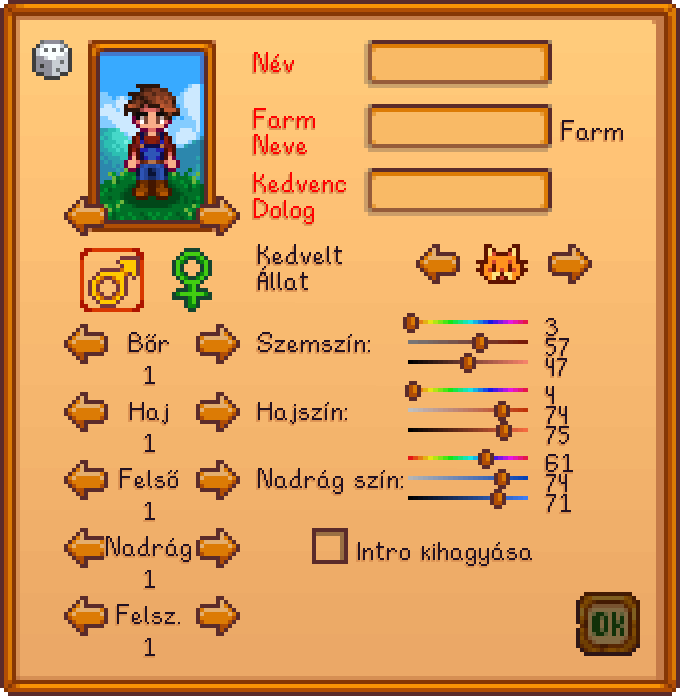 Név
Farm
Neve
Farm
Kedvenc
Dolog
Kedvelt
Állat
Bőr
1
Szemszín:
3
57
47
Haj
1
Hajszín:
4
74
75
Felső
1
Nadrág szín:
61
74
71
Nadrág
1
Intro kihagyása
Felsz.
1
OK